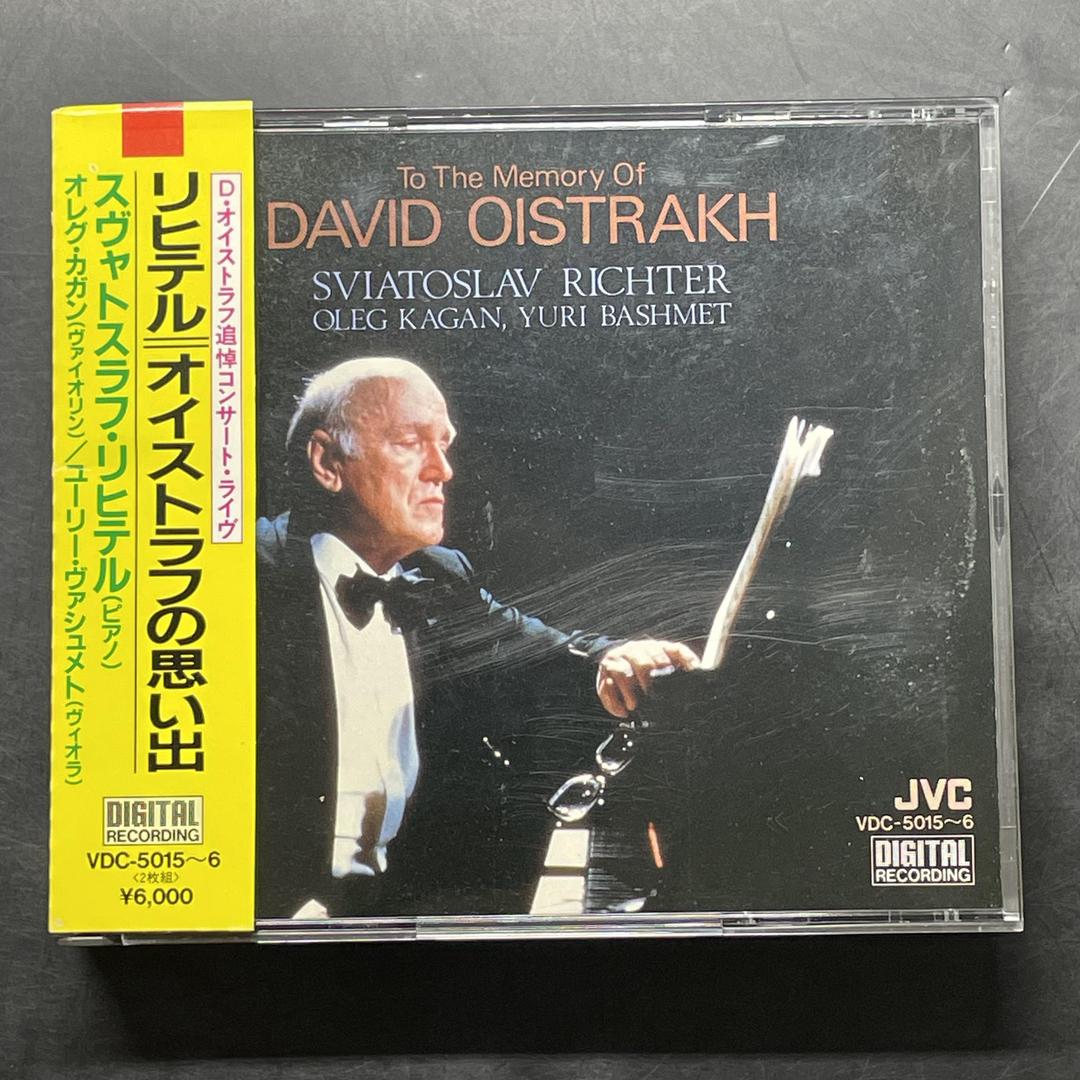 D・オイストラフ追悼コンサート・ライヴ
リヒテル‖オイストラフの思い出
スヴャトスラフ・リヒテル(ピアノ)
オレグ・カガン(ヴァイオリン)/ユーリー・ヴァシュメト(ヴィオラ)
DIGITAL
RECORDING
VDC-5015〜6
〈2枚組〉
¥6,000
To The Memory Of
DAVID OISTRAKH
SVIATOSLAV RICHTER
OLEG KAGAN, YURI BASHMET
JVC
VDC-5015〜6
DIGITAL
RECORDING